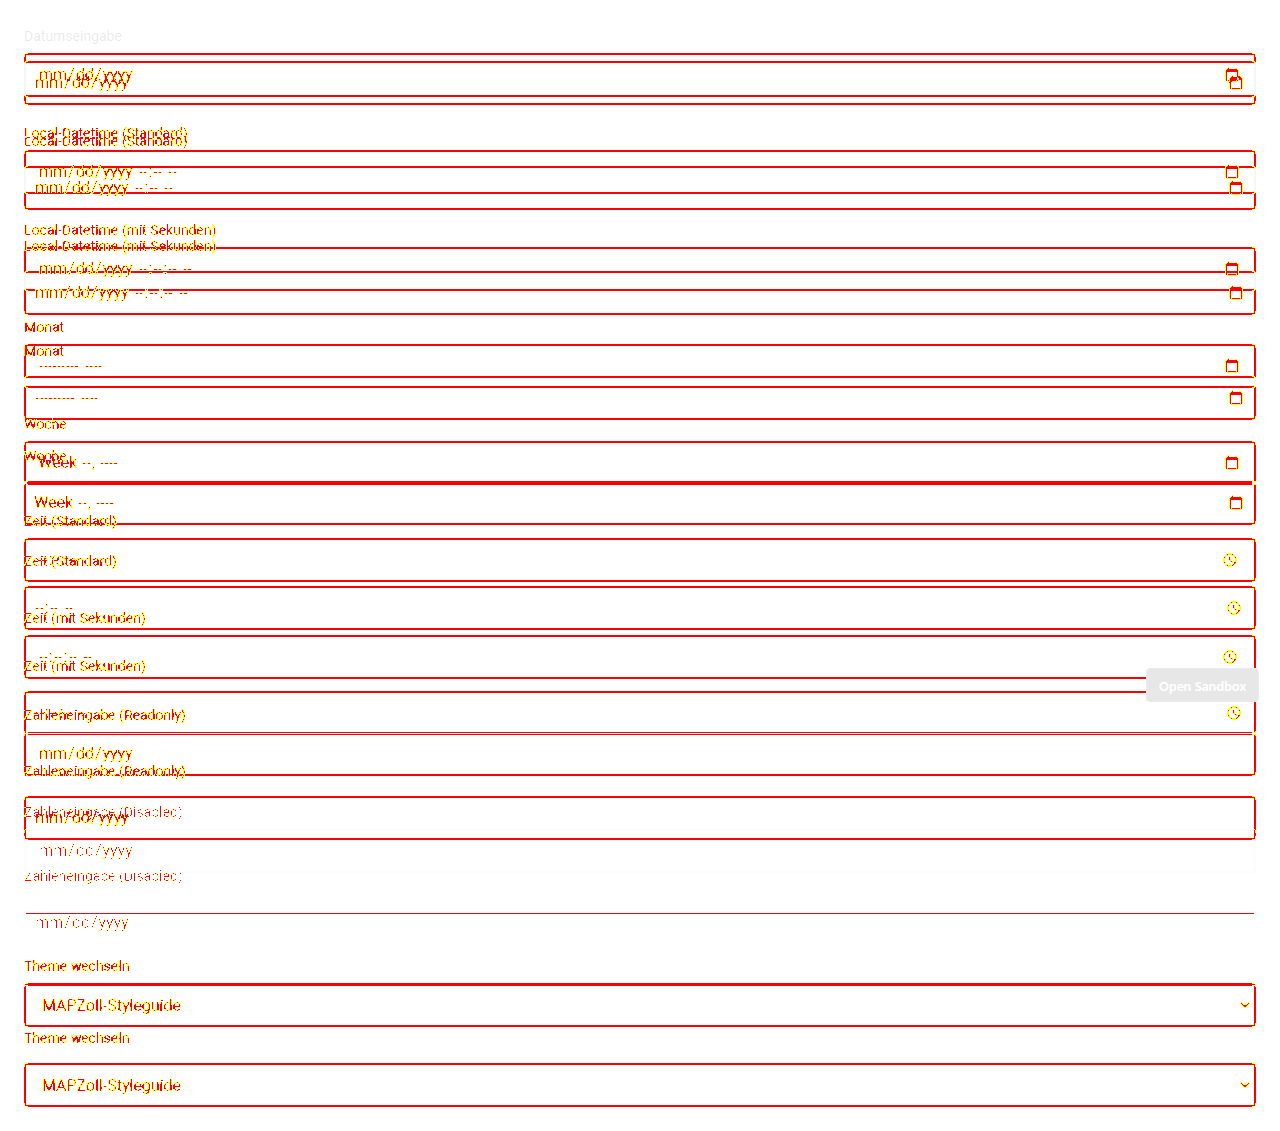 Datumseingabe
mm/dd/yyyy
mm/dd/yyyy
Local-Datetime (Standard)
Local-Datetime (Standard)
mm/dd/yyyy --:-- --
mm/dd/yyyy --:-- --
Local-Datetime (mit Sekunden)
Local-Datetime (mit Sekunden)
mm/dd/yyyy --:--:-- --
mm/dd/yyyy --:--:-- --
Monat
Monat
--------- ----
--------- ----
Woche
Woche
Week --, ----
Week --, ----
Zeit (Standard)
Zeit (Standard)
--:-- --
Zeit (mit Sekunden)
--:--:-- --
Zeit (mit Sekunden)
Open Sandbox
Zahleneingabe (Readonly)
mm/dd/yyyy
Zahleneingabe (Readonly)
Zahleneingabe (Disabled)
mm/dd/yyyy
mm/dd/yyyy
Zahleneingabe (Disabled)
mm/dd/yyyy
Theme wechseln
MAPZoll-Styleguide
Theme wechseln
MAPZoll-Styleguide